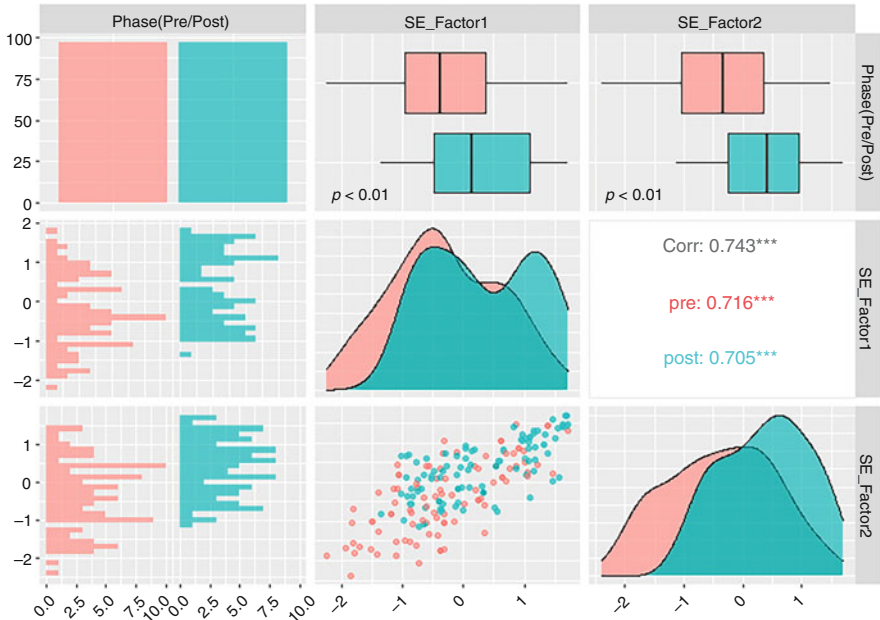 Phase(Pre/Post) SE_Factor1 SE_Factor2
100
75
50
25
0
p < 0.01 p < 0.01
Phase(Pre/Post)
2
1
0
−1
−2
Corr: 0.743***
pre: 0.716***
post: 0.705***
SE_Factor1
1
0
−1
−2
SE_Factor2
0.0 2.5 5.0 7.5 10.0 0.0 2.5 5.0 7.5 10.0 −2 −1 0 1 −2 −1 0 1